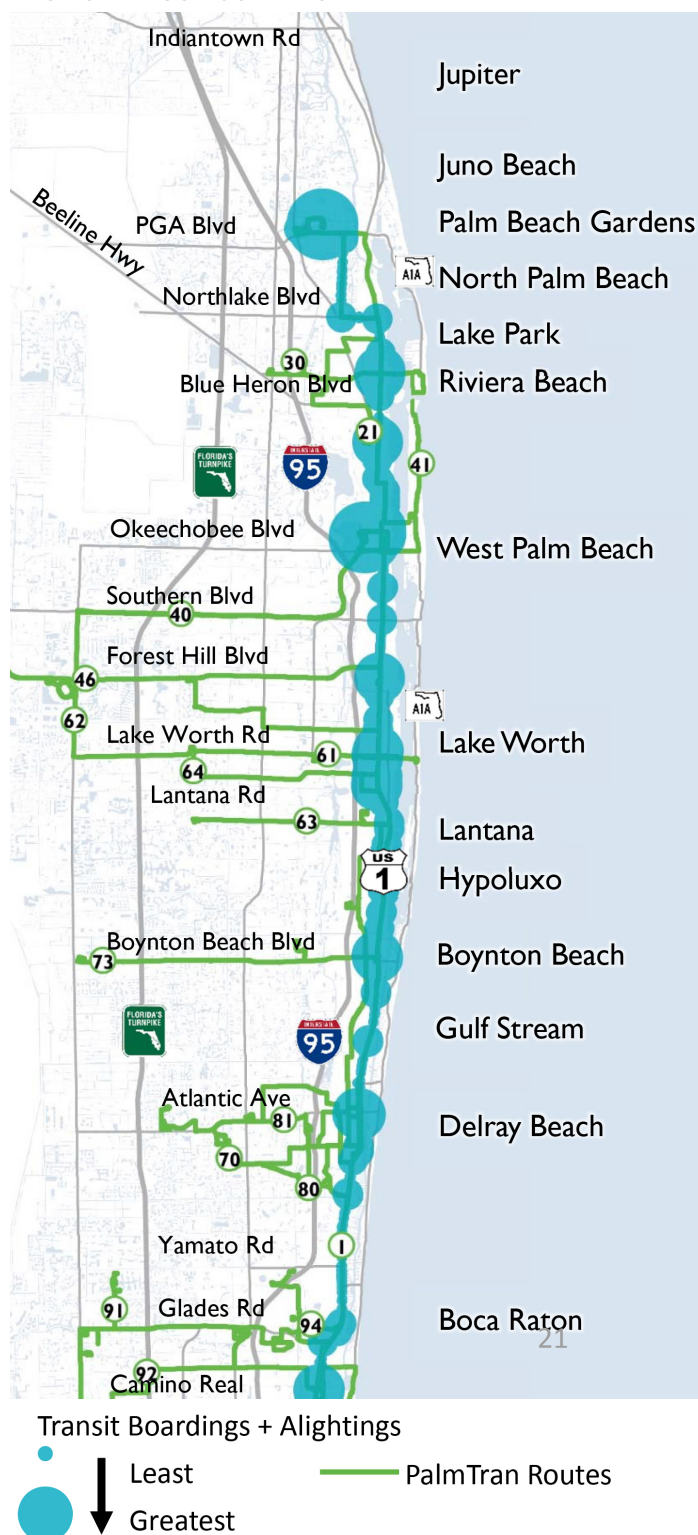 Indiantown Rd
Jupiter
Juno Beach
Beeline Hwy
PGA Blvd
Palm Beach Gardens
A1A
North Palm Beach
Northlake Blvd
Lake Park
30
Blue Heron Blvd
Riviera Beach
21
FLORIDA'S
TURNPIKE
INTERSTATE
95
41
Okeechobee Blvd
West Palm Beach
Southern Blvd
40
Forest Hill Blvd
46
62
A1A
Lake Worth Rd
61
Lake Worth
64
Lantana Rd
63
Lantana
US
1
Hypoluxo
Boynton Beach Blvd
73
Boynton Beach
FLORIDA'S
TURNPIKE
INTERSTATE
95
Gulf Stream
Atlantic Ave
81
Delray Beach
70
80
Yamato Rd
1
91
Glades Rd
94
Boca Raton
21
92
Camino Real
Transit Boardings + Alightings
Least
PalmTran Routes
Greatest